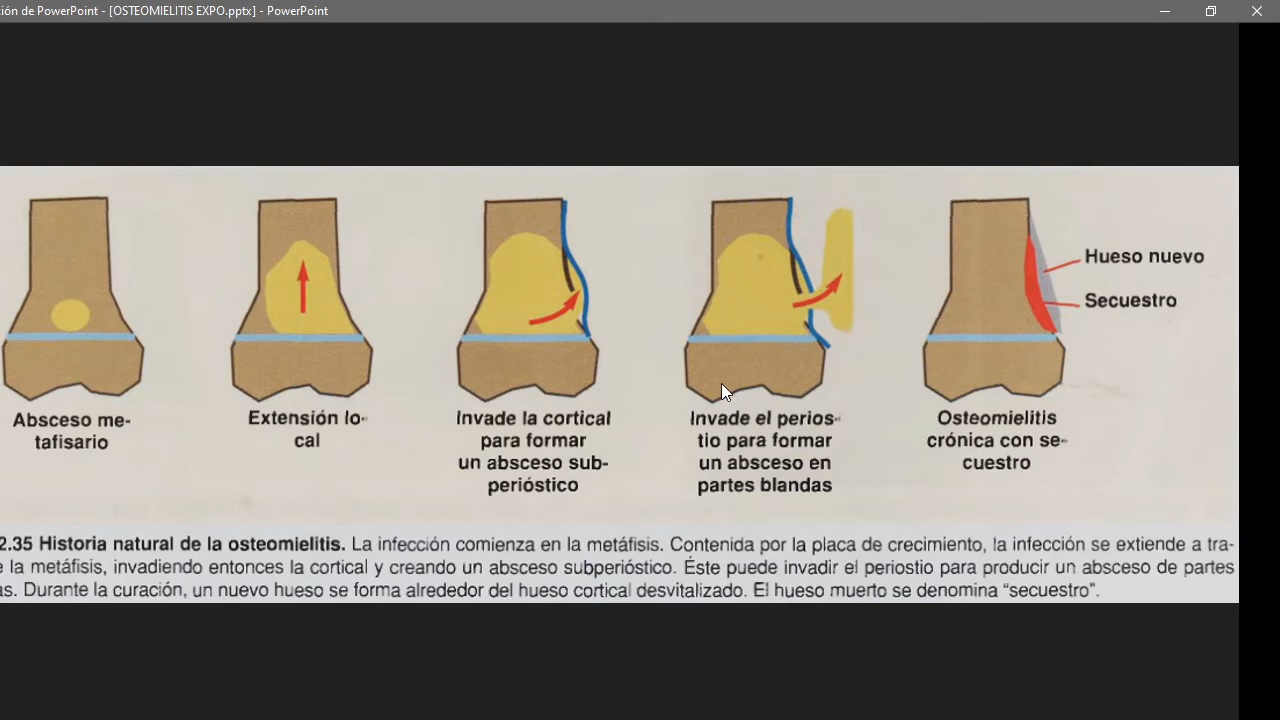 ión de PowerPoint - [OSTEOMIELITIS EXPO.pptx] - PowerPoint
Hueso nuevo
Secuestro
Absceso me-
tafisario
Extensión lo-
cal
Invade la cortical
para formar
un absceso sub-
perióstico
Invade el perios-
tio para formar
un absceso en
partes blandas
Osteomielitis
crónica con se-
cuestro
2.35 Historia natural de la osteomielitis. La infección comienza en la metáfisis. Contenida por la placa de crecimiento, la infección se extiende a tra-
e la metáfisis, invadiendo entonces la cortical y creando un absceso subperióstico. Éste puede invadir el periostio para producir un absceso de partes
as. Durante la curación, un nuevo hueso se forma alrededor del hueso cortical desvitalizado. El hueso muerto se denomina “secuestro”.